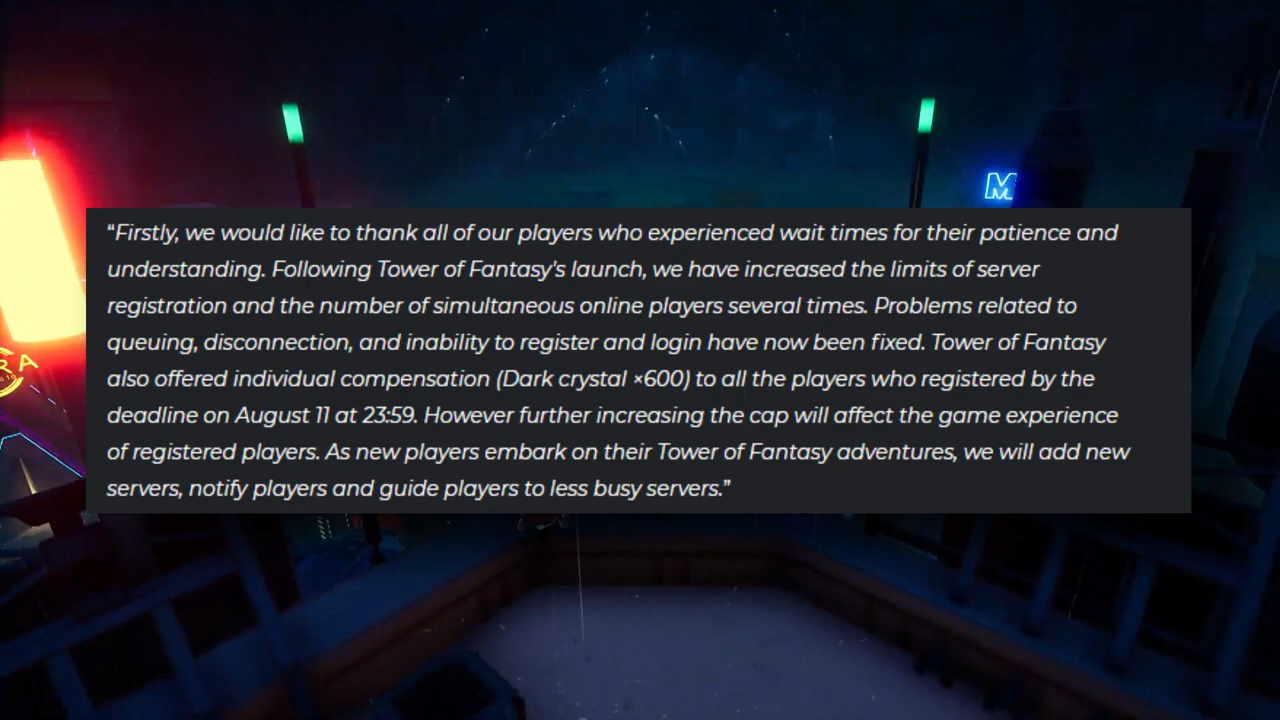 “Firstly, we would like to thank all of our players who experienced wait times for their patience and
understanding. Following Tower of Fantasy's launch, we have increased the limits of server
registration and the number of simultaneous online players several times. Problems related to
queuing, disconnection, and inability to register and login have now been fixed. Tower of Fantasy
also offered individual compensation (Dark crystal ×600) to all the players who registered by the
deadline on August 11 at 23:59. However further increasing the cap will affect the game experience
of registered players. As new players embark on their Tower of Fantasy adventures, we will add new
servers, notify players and guide players to less busy servers.”
M
RA